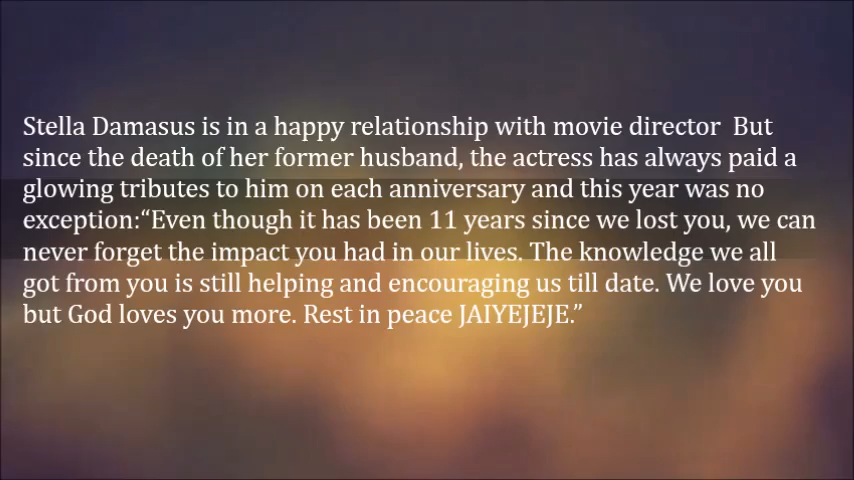 Stella Damasus is in a happy relationship with movie director  But
since the death of her former husband, the actress has always paid a
glowing tributes to him on each anniversary and this year was no
exception:“Even though it has been 11 years since we lost you, we can
never forget the impact you had in our lives. The knowledge we all
got from you is still helping and encouraging us till date. We love you
but God loves you more. Rest in peace JAIYEJEJE.”